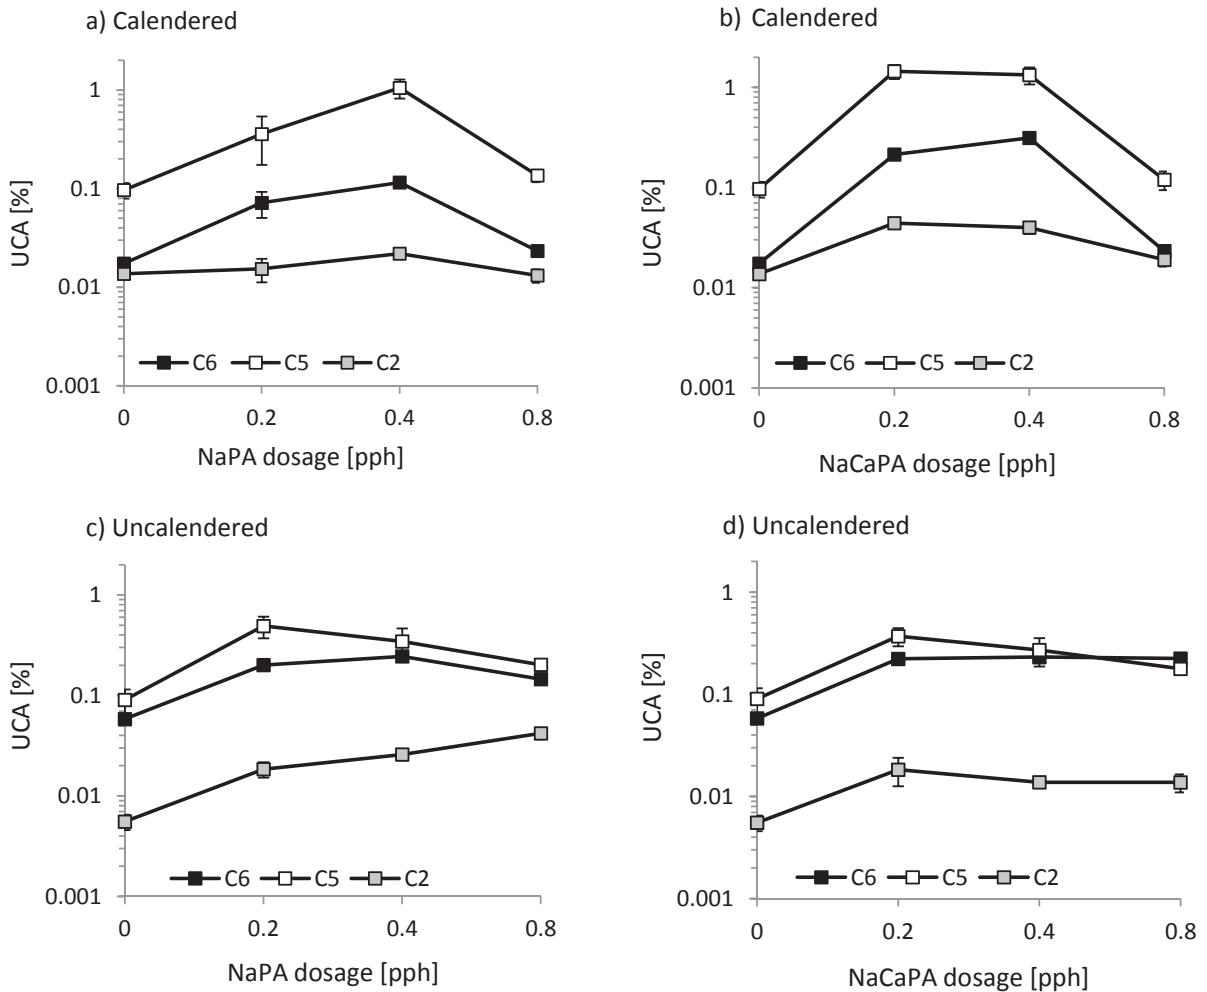 a) Calendered
1
0.1
0.01
0.001
UCA [%]
C6 C5 C2
0 0.2 0.4 0.8
NaPA dosage [pph]
b) Calendered
1
0.1
0.01
0.001
UCA [%]
C6 C5 C2
0 0.2 0.4 0.8
NaCaPA dosage [pph]
c) Uncalendered
1
0.1
0.01
0.001
UCA [%]
C6 C5 C2
0 0.2 0.4 0.8
NaPA dosage [pph]
d) Uncalendered
1
0.1
0.01
0.001
UCA [%]
C6 C5 C2
0 0.2 0.4 0.8
NaCaPA dosage [pph]